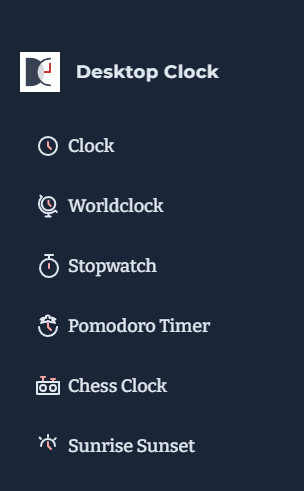 Desktop Clock
Clock
Worldclock
Stopwatch
Pomodoro Timer
Chess Clock
Sunrise Sunset